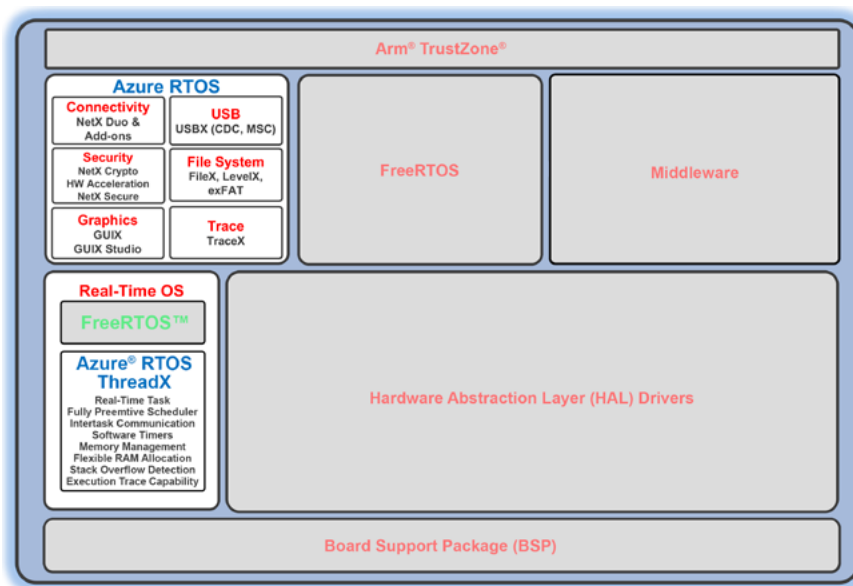 Arm® TrustZone®
Azure RTOS
Connectivity
NetX Duo &
Add-ons
USB
USBX (CDC, MSC)
Security
NetX Crypto
HW Acceleration
NetX Secure
File System
FileX, LevelX,
exFAT
Graphics
GUIX
GUIX Studio
Trace
TraceX
FreeRTOS
Middleware
Real-Time OS
FreeRTOS™
Azure® RTOS
ThreadX
Real-Time Task
Fully Preemtive Scheduler
Intertask Communication
Software Timers
Memory Management
Flexible RAM Allocation
Stack Overflow Detection
Execution Trace Capability
Hardware Abstraction Layer (HAL) Drivers
Board Support Package (BSP)